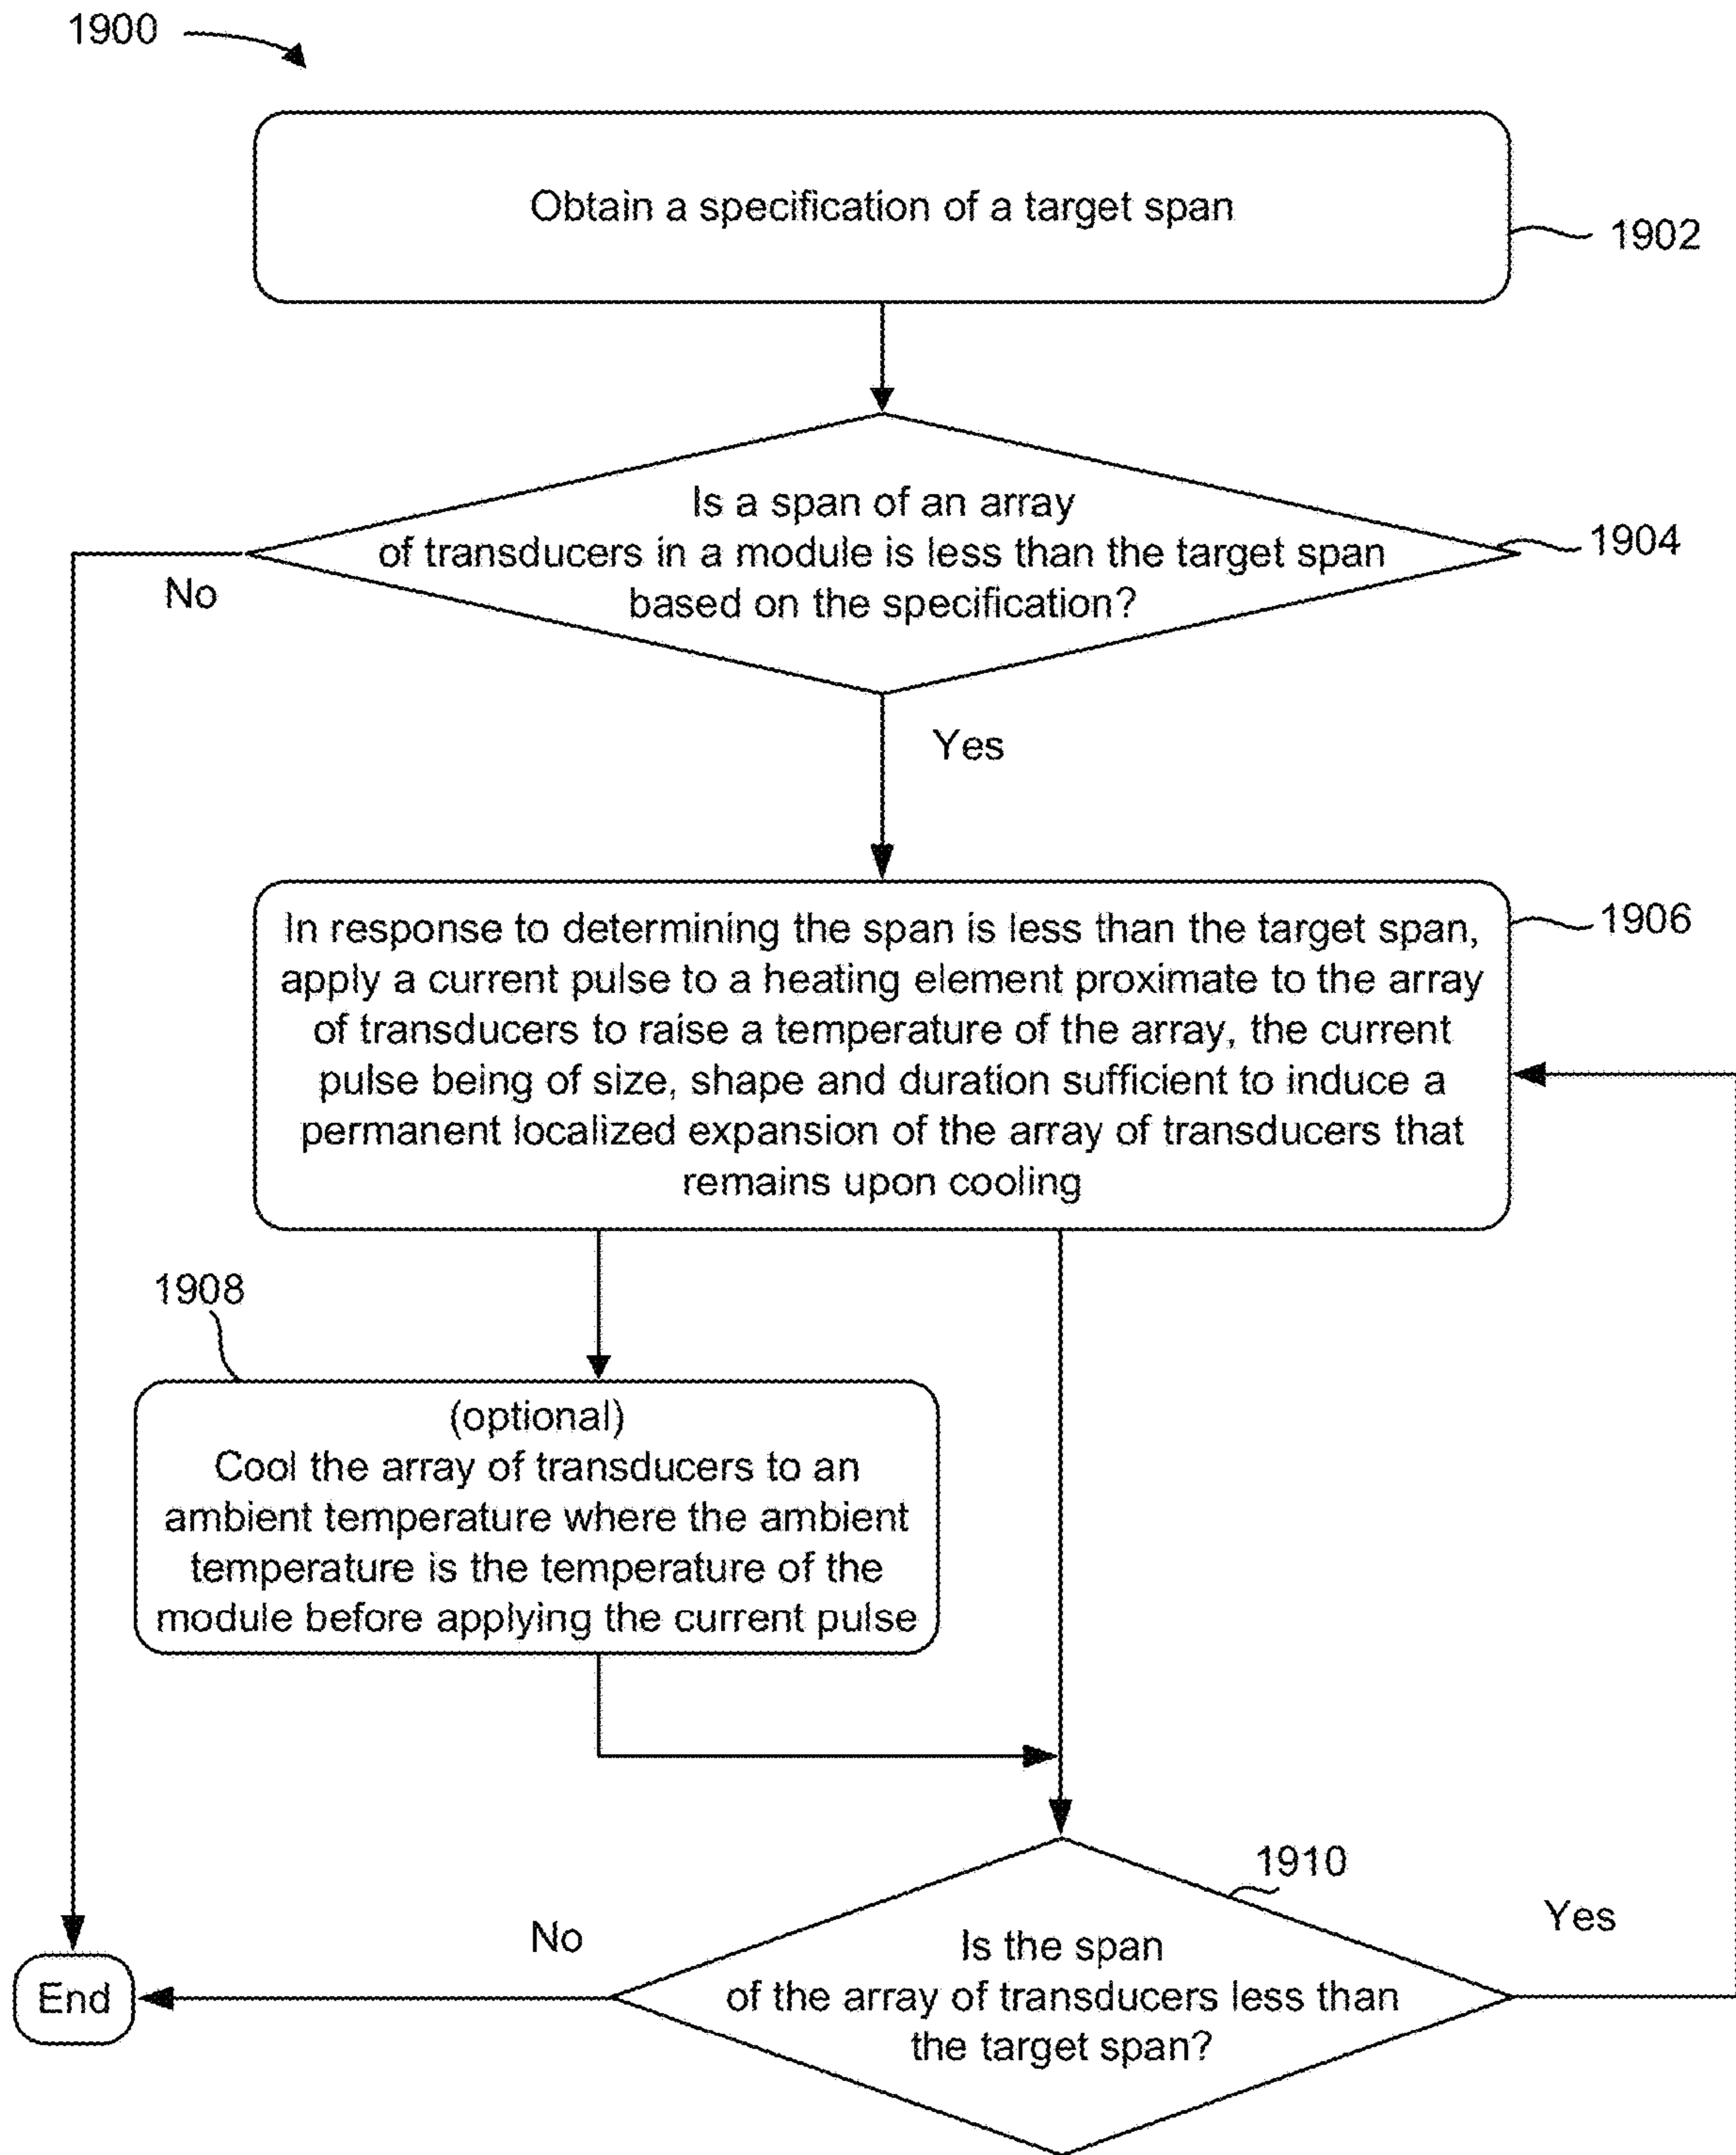 1900
Obtain a specification of a target span
1902
Is a span of an array
of transducers in a module is less than the target span
based on the specification?
1904
No
Yes
In response to determining the span is less than the target span,
apply a current pulse to a heating element proximate to the array
of transducers to raise a temperature of the array, the current
pulse being of size, shape and duration sufficient to induce a
permanent localized expansion of the array of transducers that
remains upon cooling
1906
1908
(optional)
Cool the array of transducers to an
ambient temperature where the ambient
temperature is the temperature of the
module before applying the current pulse
1910
Is the span
of the array of transducers less than
the target span?
Yes
No
End